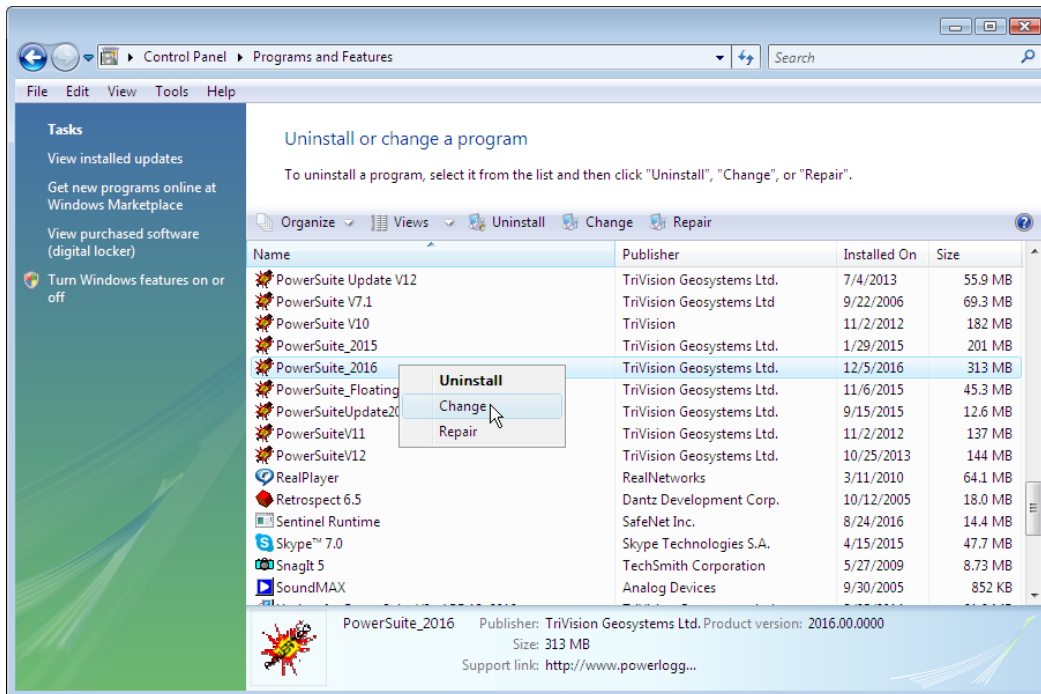 Control Panel Programs and Features Search
File Edit View Tools Help
Tasks
View installed updates
Get new programs online at
Windows Marketplace
View purchased software
(digital locker)
Turn Windows features on or
off
Uninstall or change a program
To uninstall a program, select it from the list and then click "Uninstall", "Change", or "Repair".
Organize Views Uninstall Change Repair
Name Publisher Installed On Size
PowerSuite Update V12 TriVision Geosystems Ltd. 7/4/2013 55.9 MB
PowerSuite V7.1 TriVision Geosystems Ltd 9/22/2006 69.3 MB
PowerSuite V10 TriVision 11/2/2012 182 MB
PowerSuite_2015 TriVision Geosystems Ltd. 1/29/2015 201 MB
PowerSuite_2016 TriVision Geosystems Ltd. 12/5/2016 313 MB
PowerSuite_Floating TriVision Geosystems Ltd. 11/6/2015 45.3 MB
PowerSuiteUpdate20 TriVision Geosystems Ltd. 9/15/2015 12.6 MB
PowerSuiteV11 TriVision Geosystems Ltd. 11/2/2012 137 MB
PowerSuiteV12 TriVision Geosystems Ltd. 10/25/2013 144 MB
Uninstall
Change
Repair
RealPlayer RealNetworks 3/11/2010 64.1 MB
Retrospect 6.5 Dantz Development Corp. 10/12/2005 18.0 MB
Sentinel Runtime SafeNet Inc. 8/24/2016 14.4 MB
Skype™ 7.0 Skype Technologies S.A. 4/15/2015 47.7 MB
SnagIt 5 TechSmith Corporation 5/27/2009 8.73 MB
SoundMAX Analog Devices 9/30/2005 852 KB
PowerSuite_2016 Publisher: TriVision Geosystems Ltd. Product version: 2016.00.0000
Size: 313 MB
Support link: http://www.powerlogg...